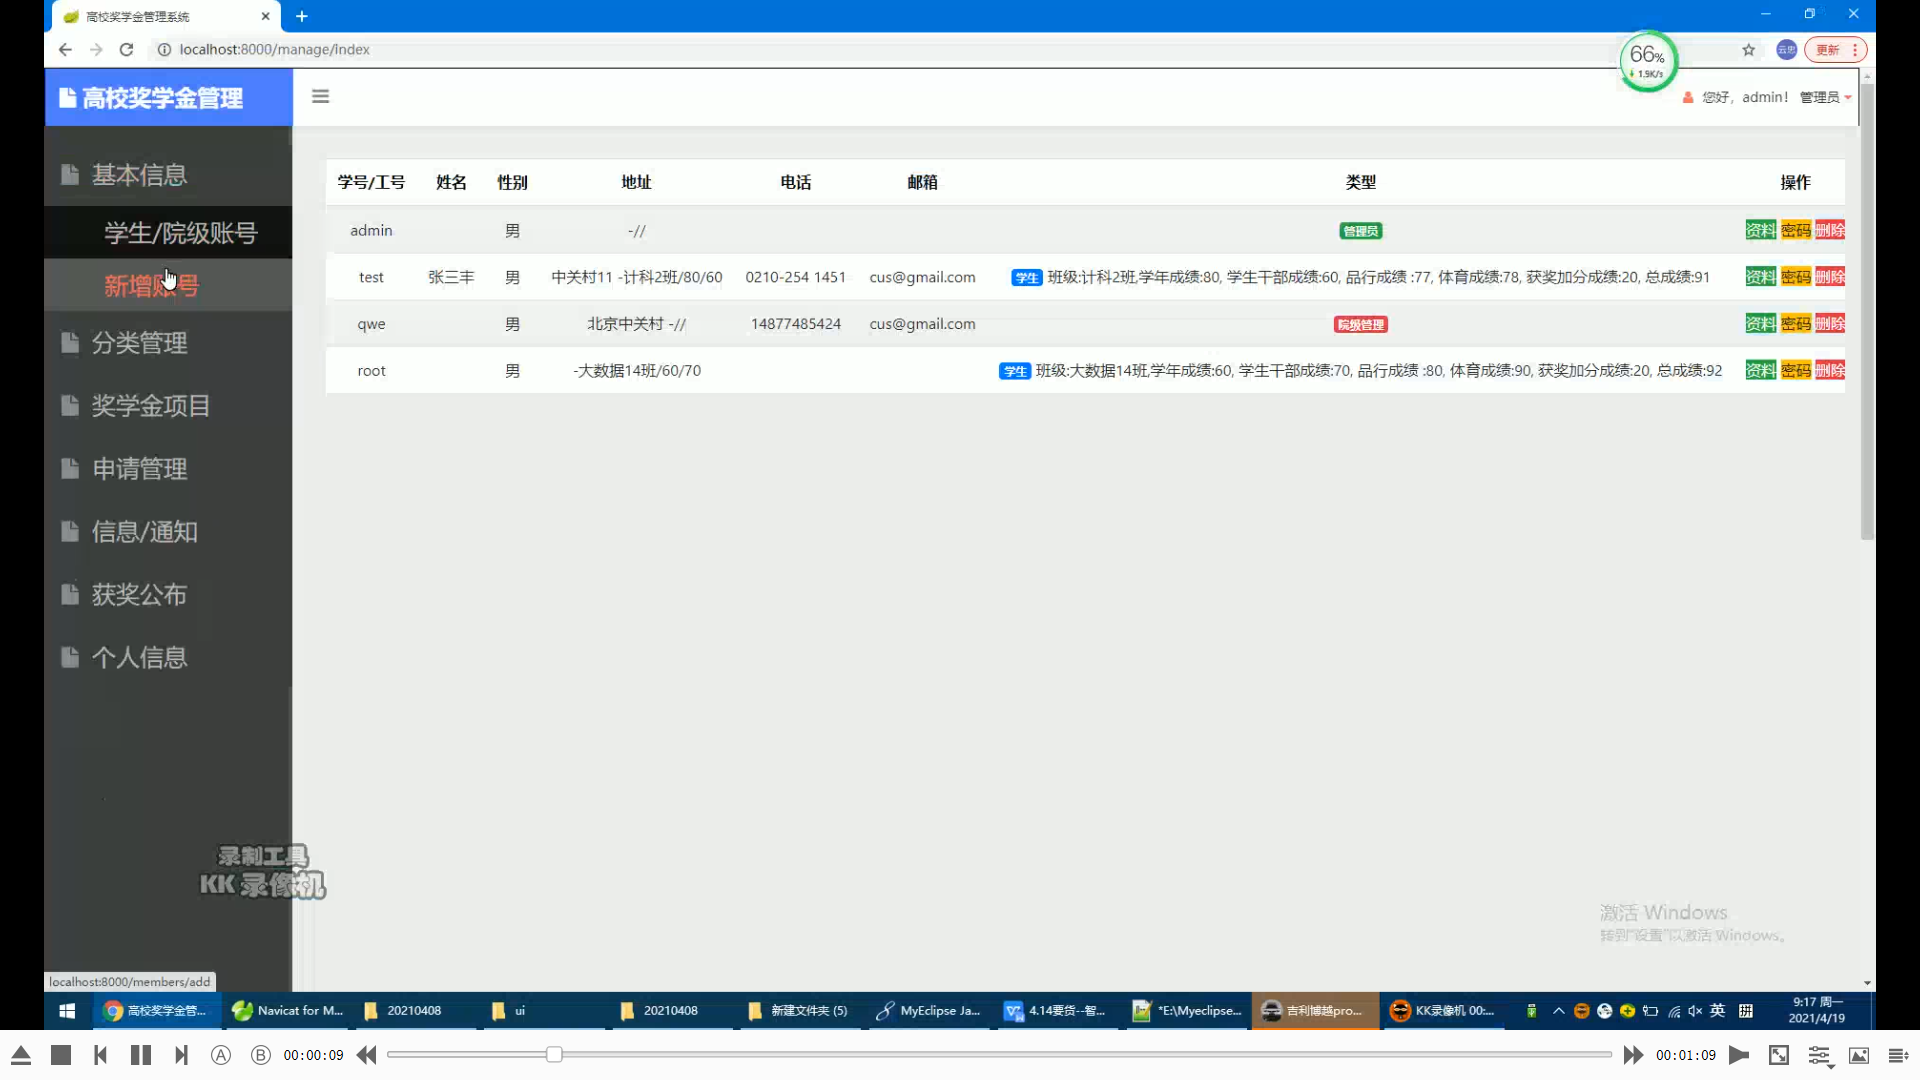 高校奖学金管理系统
localhost:8000/manage/index
66%
1.9K/s
云忠
更新
高校奖学金管理
您好，admin! 管理员
基本信息
学生/院级账号
新增账号
分类管理
奖学金项目
申请管理
信息/通知
获奖公布
个人信息
学号/工号 姓名 性别 地址 电话 邮箱 类型 操作
admin 男 -// 管理员 资料 密码 删除
test 张三丰 男 中关村11 -计科2班/80/60 0210-254 1451 cus@gmail.com 学生 班级:计科2班,学年成绩:80, 学生干部成绩:60, 品行成绩 :77, 体育成绩:78, 获奖加分成绩:20, 总成绩:91 资料 密码 删除
qwe 男 北京中关村 -// 14877485424 cus@gmail.com 院级管理 资料 密码 删除
root 男 -大数据14班/60/70 学生 班级:大数据14班,学年成绩:60, 学生干部成绩:70, 品行成绩 :80, 体育成绩:90, 获奖加分成绩:20, 总成绩:92 资料 密码 删除
录制工具
KK 录像机
激活 Windows
转到"设置"以激活 Windows。
localhost:8000/members/add
高校奖学金管... Navicat for M... 20210408 ui 20210408 新建文件夹 (5) MyEclipse Ja... 4.14要货--智... *E:\Myeclipse... 吉利博越pro... KK录像机 00:... 英
9:17 周一
2021/4/19
A B 00:00:09 00:01:09